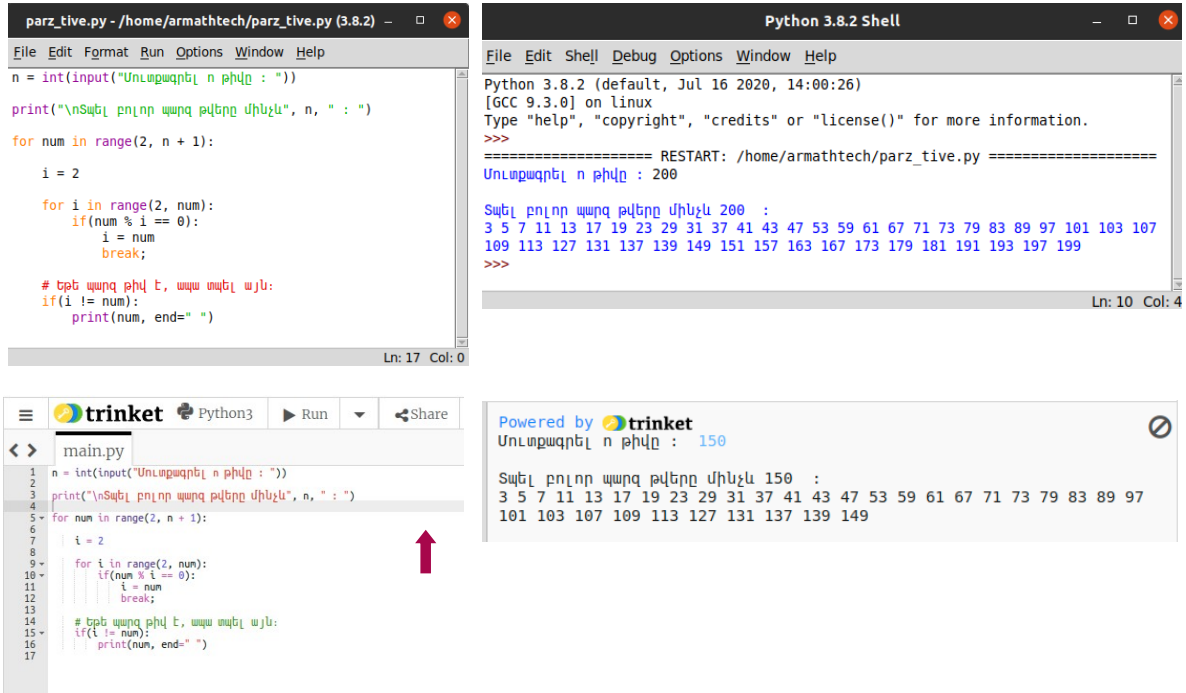 parz_tive.py - /home/armathtech/parz_tive.py (3.8.2)
File Edit Format Run Options Window Help
n = int(input("Մուտքագրել n թիվը : "))
print("\nՏպել բոլոր պարզ թվերը մինչև", n, " : ")
for num in range(2, n + 1):
i = 2
for i in range(2, num):
if(num % i == 0):
i = num
break;
# Եթե պարզ թիվ է, ապա տպել այն։
if(i != num):
print(num, end=" ")
Ln: 17 Col: 0
Python 3.8.2 Shell
File Edit Shell Debug Options Window Help
Python 3.8.2 (default, Jul 16 2020, 14:00:26)
[GCC 9.3.0] on linux
Type "help", "copyright", "credits" or "license()" for more information.
>>>
==================== RESTART: /home/armathtech/parz_tive.py ====================
Մուտքագրել n թիվը : 200
Տպել բոլոր պարզ թվերը մինչև 200  :
3 5 7 11 13 17 19 23 29 31 37 41 43 47 53 59 61 67 71 73 79 83 89 97 101 103 107
109 113 127 131 137 139 149 151 157 163 167 173 179 181 191 193 197 199
>>>
Ln: 10 Col: 4
trinket Python3 Run Share
main.py
1 n = int(input("Մուտքագրել n թիվը : "))
2
3 print("\nՏպել բոլոր պարզ թվերը մինչև", n, " : ")
4
5 for num in range(2, n + 1):
6
7 i = 2
8
9 for i in range(2, num):
10 if(num % i == 0):
11 i = num
12 break;
13
14 # Եթե պարզ թիվ է, ապա տպել այն։
15 if(i != num):
16 print(num, end=" ")
17
Powered by trinket
Մուտքագրել n թիվը :  150
Տպել բոլոր պարզ թվերը մինչև 150  :
3 5 7 11 13 17 19 23 29 31 37 41 43 47 53 59 61 67 71 73 79 83 89 97
101 103 107 109 113 127 131 137 139 149